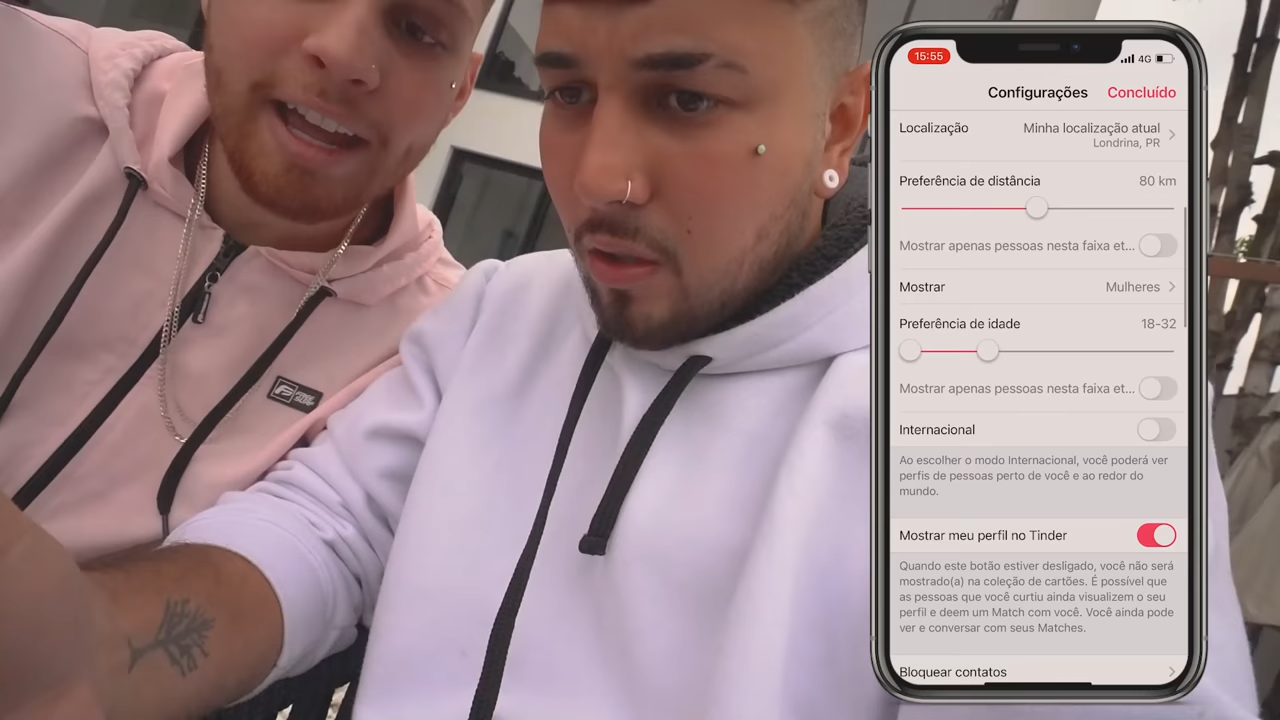 FREE
SURF
15:55
4G
Configurações
Concluído
Localização
Minha localização atual
Londrina, PR
Preferência de distância
80 km
Mostrar apenas pessoas nesta faixa et...
Mostrar
Mulheres
Preferência de idade
18-32
Mostrar apenas pessoas nesta faixa et...
Internacional
Ao escolher o modo Internacional, você poderá ver
perfis de pessoas perto de você e ao redor do
mundo.
Mostrar meu perfil no Tinder
Quando este botão estiver desligado, você não será
mostrado(a) na coleção de cartões. É possível que
as pessoas que você curtiu ainda visualizem o seu
perfil e deem um Match com você. Você ainda pode
ver e conversar com seus Matches.
Bloquear contatos